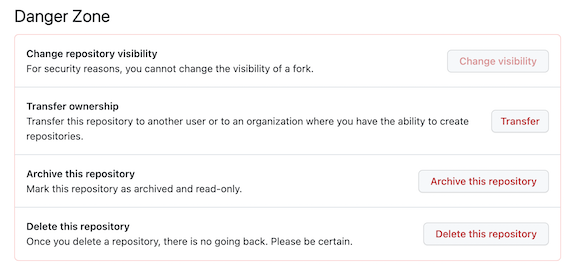 Danger Zone
Change repository visibility
For security reasons, you cannot change the visibility of a fork.
Change visibility
Transfer ownership
Transfer this repository to another user or to an organization where you have the ability to create
repositories.
Transfer
Archive this repository
Mark this repository as archived and read-only.
Archive this repository
Delete this repository
Once you delete a repository, there is no going back. Please be certain.
Delete this repository